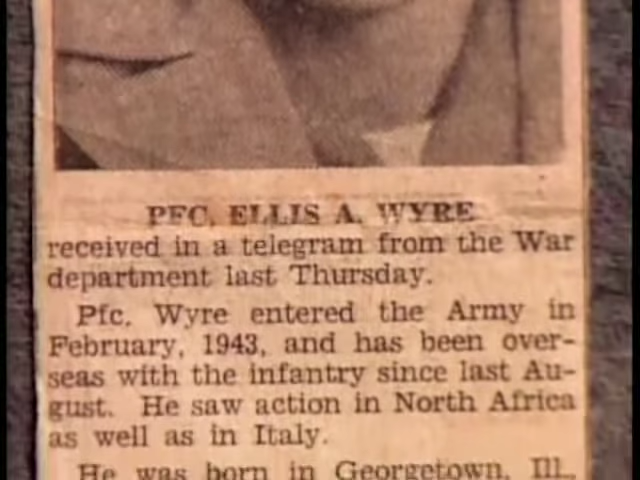 PFC. ELLIS A. WYRE
received in a telegram from the War
department last Thursday.
Pfc. Wyre entered the Army in
February, 1943, and has been over-
seas with the infantry since last Au-
gust. He saw action in North Africa
as well as in Italy.
He was born in Georgetown, Ill.,